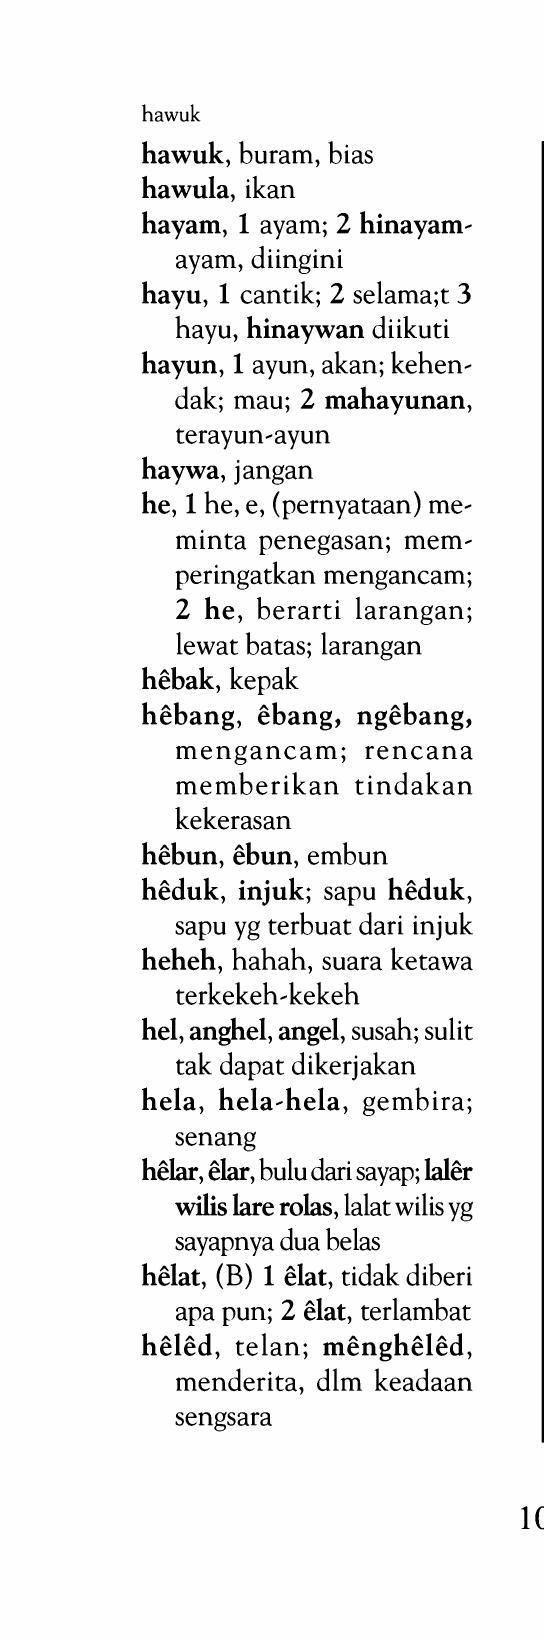 hawuk
hawuk, buram, bias
hawula, ikan
hayam, 1 ayam; 2 hinayam-
ayam, diingini
hayu, 1 cantik; 2 selama;t 3
hayu, hinaywan diikuti
hayun, 1 ayun, akan; kehen-
dak; mau; 2 mahayunan,
terayun-ayun
haywa, jangan
he, 1 he, e, (pernyataan) me-
minta penegasan; mem-
peringatkan mengancam;
2 he, berarti larangan;
lewat batas; larangan
hêbak, kepak
hêbang, êbang, ngêbang,
mengancam; rencana
memberikan tindakan
kekerasan
hêbun, êbun, embun
hêduk, injuk; sapu hêduk,
sapu yg terbuat dari injuk
heheh, hahah, suara ketawa
terkekeh-kekeh
hel, anghel, angel, susah; sulit
tak dapat dikerjakan
hela, hela-hela, gembira;
senang
hêlar, êlar, bulu dari sayap; lalêr
wilis lare rolas, lalat wilis yg
sayapnya dua belas
hêlat, (B) 1 êlat, tidak diberi
apa pun; 2 êlat, terlambat
hêlêd, telan; mênghêlêd,
menderita, dlm keadaan
sengsara